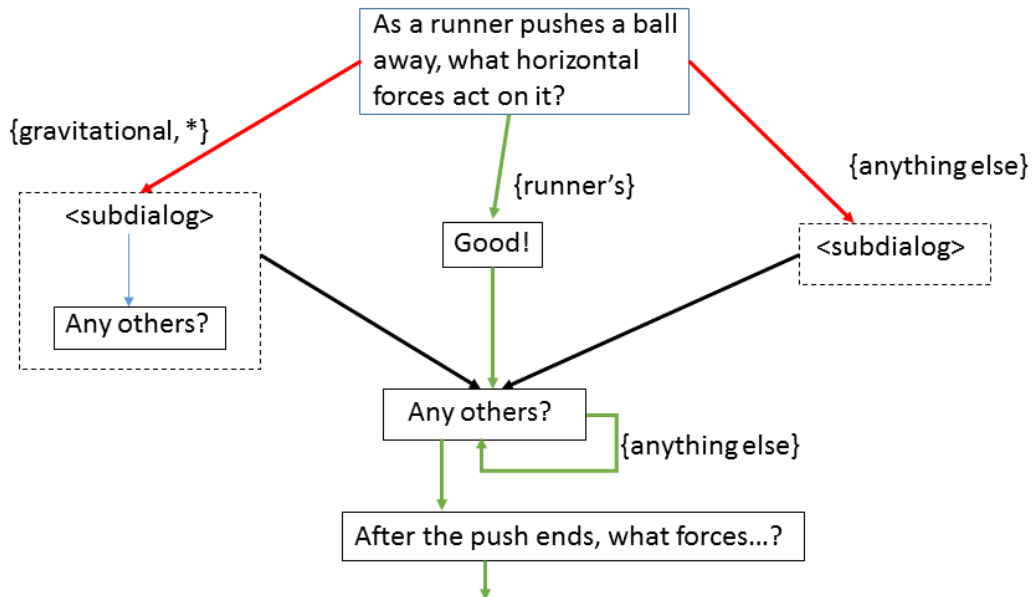 As a runner pushes a ball
away, what horizontal
forces act on it?
{gravitational, *}
{runner's}
{anything else}
<subdialog>
Good!
<subdialog>
Any others?
Any others?
{anything else}
After the push ends, what forces...?